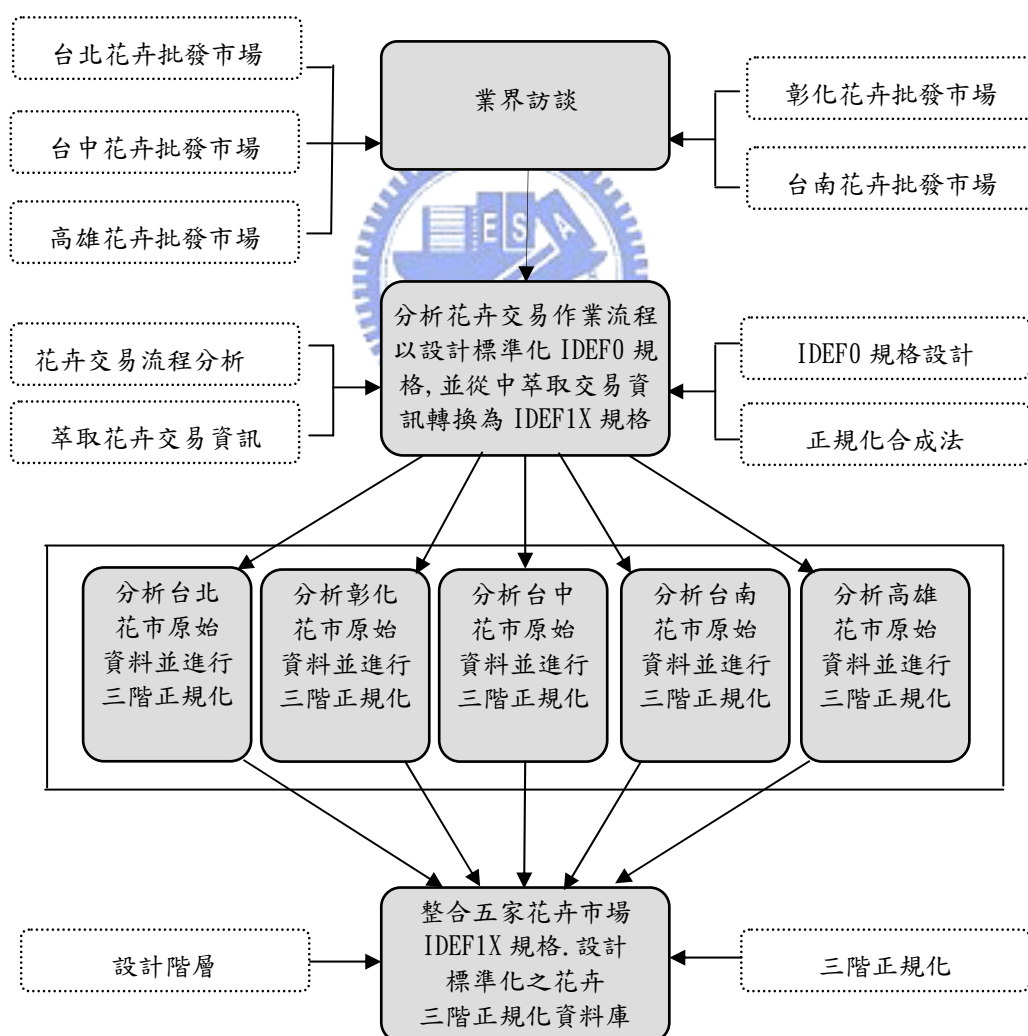 台北花卉批發市場
台中花卉批發市場
高雄花卉批發市場
業界訪談
彰化花卉批發市場
台南花卉批發市場
ESA
花卉交易流程分析
萃取花卉交易資訊
分析花卉交易作業流程
以設計標準化 IDEF0 規
格,並從中萃取交易資
訊轉換為 IDEF1X 規格
IDEF0 規格設計
正規化合成法
分析台北
花市原始
資料並進行
三階正規化
分析彰化
花市原始
資料並進行
三階正規化
分析台中
花市原始
資料並進行
三階正規化
分析台南
花市原始
資料並進行
三階正規化
分析高雄
花市原始
資料並進行
三階正規化
設計階層
整合五家花卉市場
IDEF1X 規格.設計
標準化之花卉
三階正規化資料庫
三階正規化